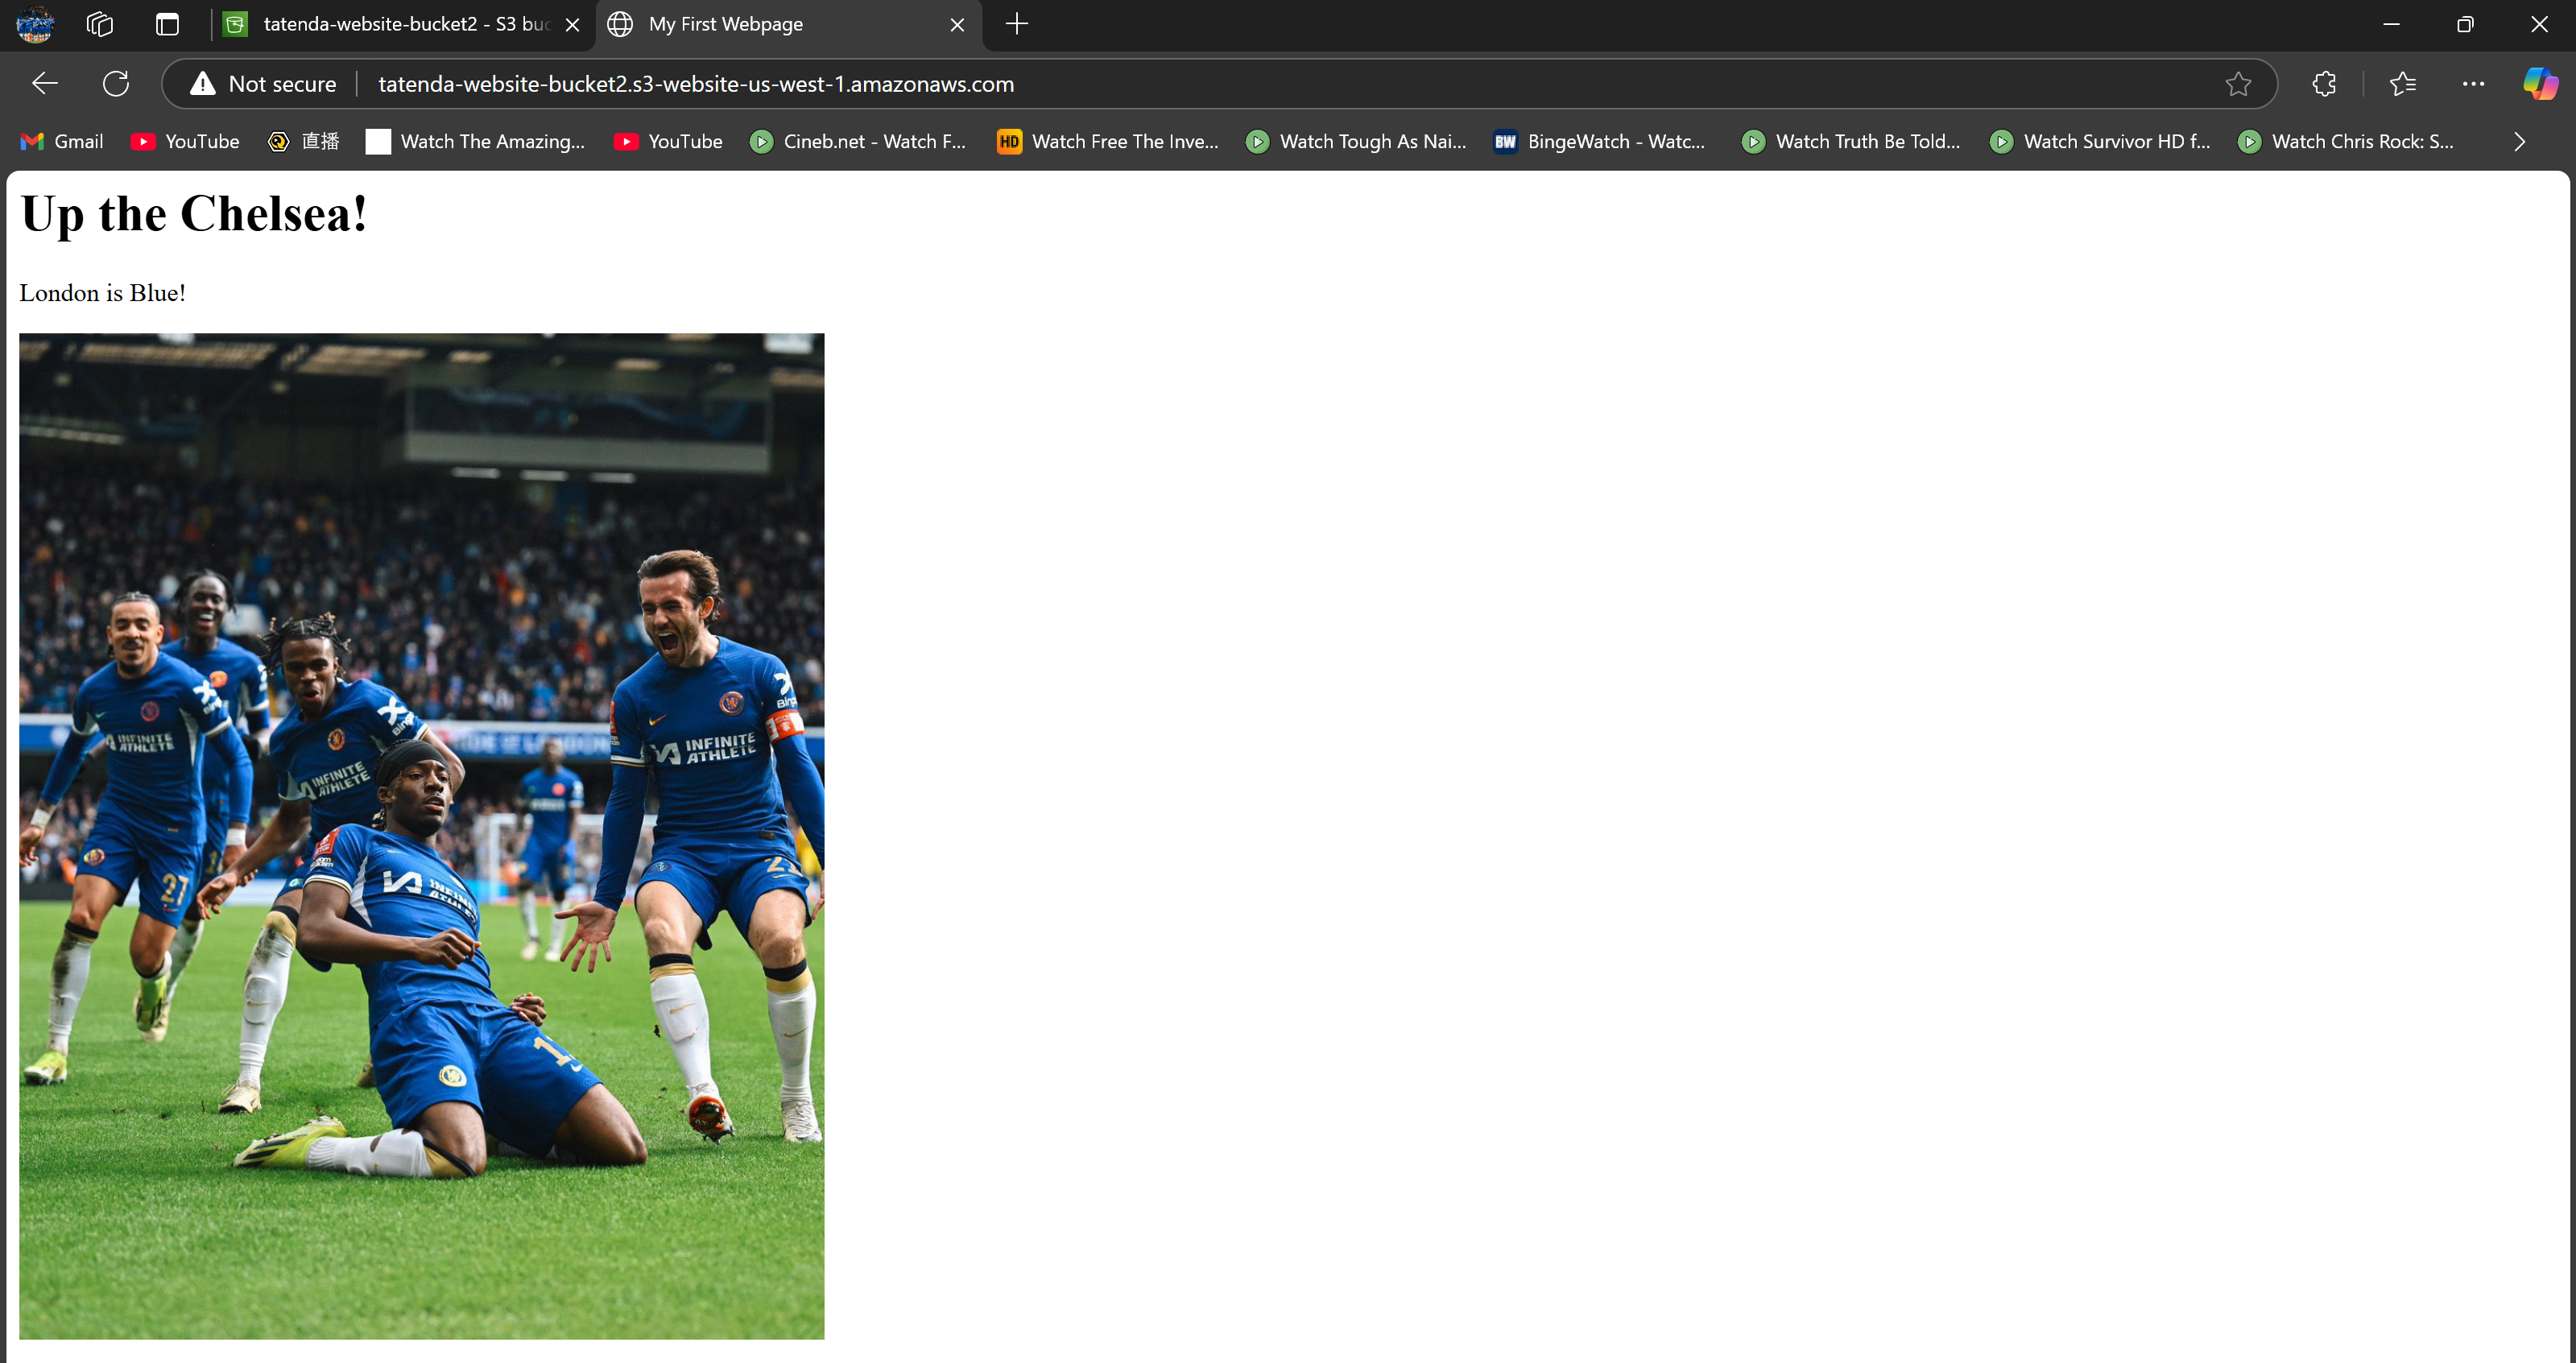 tatenda-website-bucket2 - S3 buc
My First Webpage
Not secure
tatenda-website-bucket2.s3-website-us-west-1.amazonaws.com
Gmail
YouTube
直播
Watch The Amazing...
YouTube
Cineb.net - Watch F...
HD
Watch Free The Inve...
Watch Tough As Nai...
BW
BingeWatch - Watc...
Watch Truth Be Told...
Watch Survivor HD f...
Watch Chris Rock: S...
Up the Chelsea!
London is Blue!
INFINITE
ATHLETE
27
INFINITE
ATHLETE
INFINITE
ATHLETE
21
1